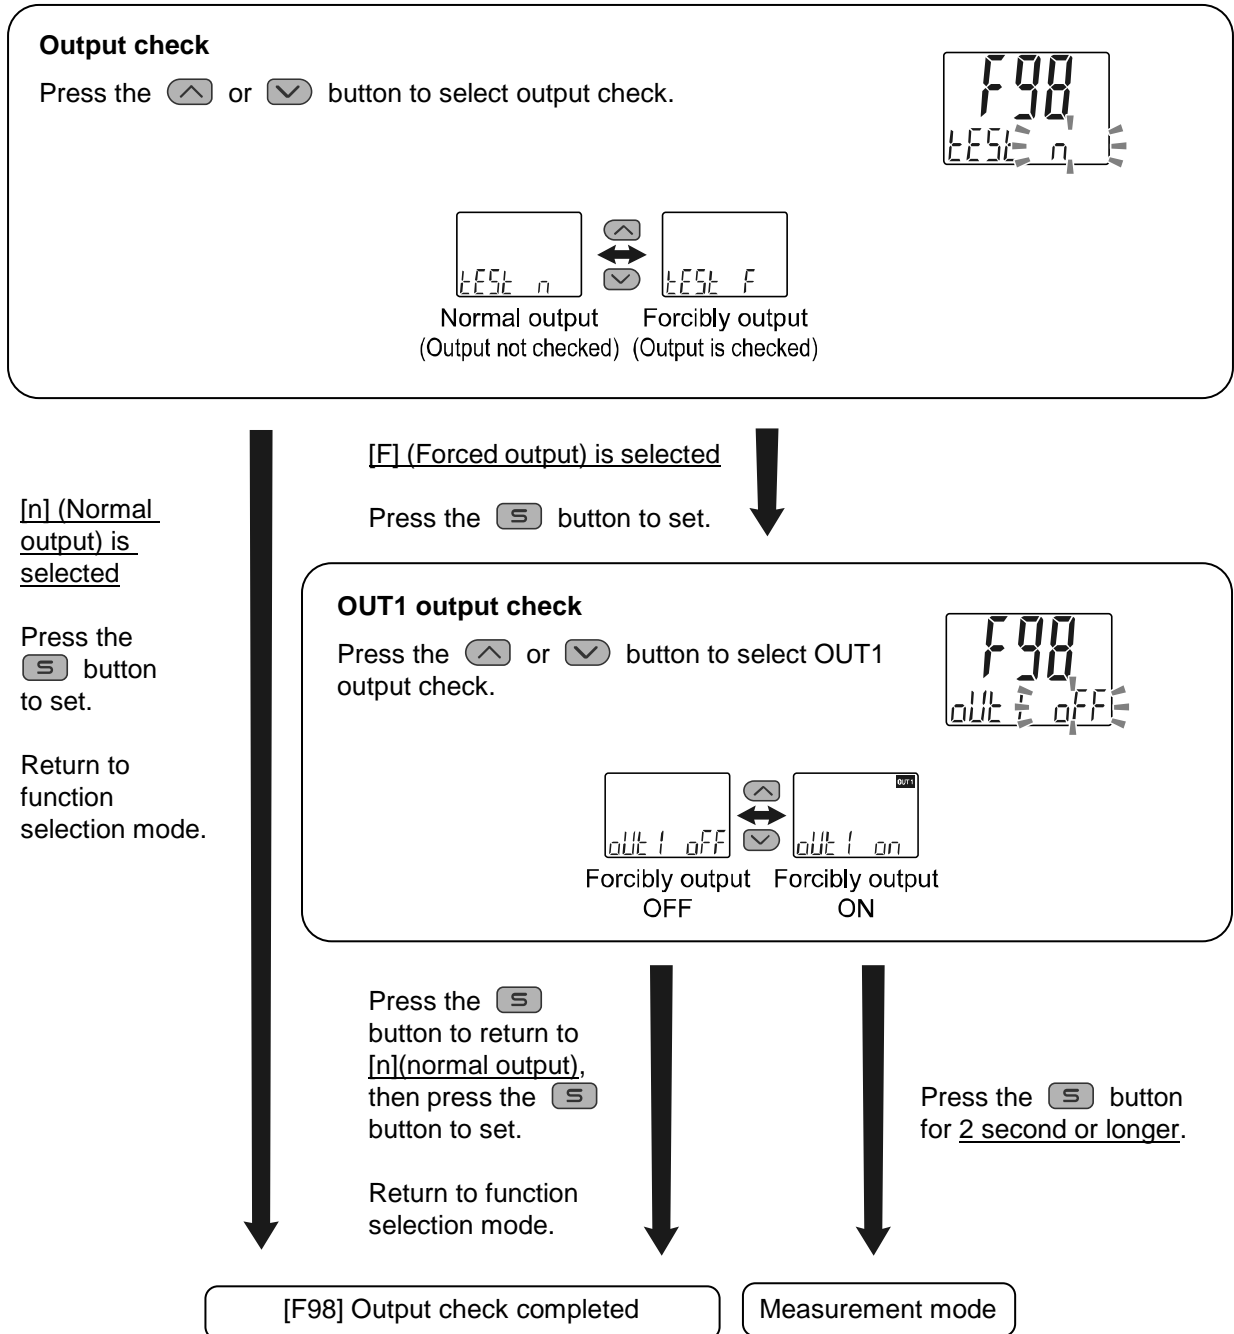 Output check
Press the or button to select output check.
F98
tESt n
tESt n
tESt F
Normal output
(Output not checked)
Forcibly output
(Output is checked)
[n] (Normal
output) is
selected
Press the
S button
to set.
Return to
function
selection mode.
[F] (Forced output) is selected
Press the S button to set.
OUT1 output check
Press the or button to select OUT1
output check.
F98
oUt 1 oFF
oUt 1 oFF
OUT1
oUt 1 on
Forcibly output
OFF
Forcibly output
ON
Press the S
button to return to
[n](normal output),
then press the S
button to set.
Return to function
selection mode.
Press the S button
for 2 second or longer.
[F98] Output check completed
Measurement mode